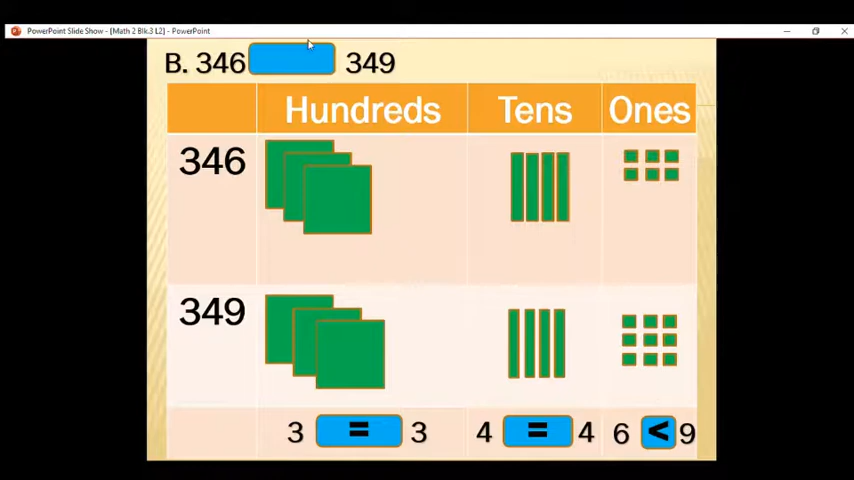 PowerPoint Slide Show - [Math 2 Blk.3 L2] - PowerPoint
B. 346 349
Hundreds Tens Ones
346
349
3 = 3 4 = 4 6 < 9